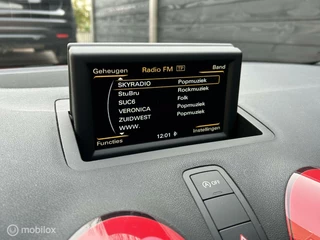 Geheugen Radio FM TP Band
SKYRADIO Popmuziek
StuBru Rockmuziek
SUC6 Folk
VERONICA Popmuziek
ZUIDWEST Popmuziek
WWW.
Functies 12:01 Instellingen
OFF
mobilox